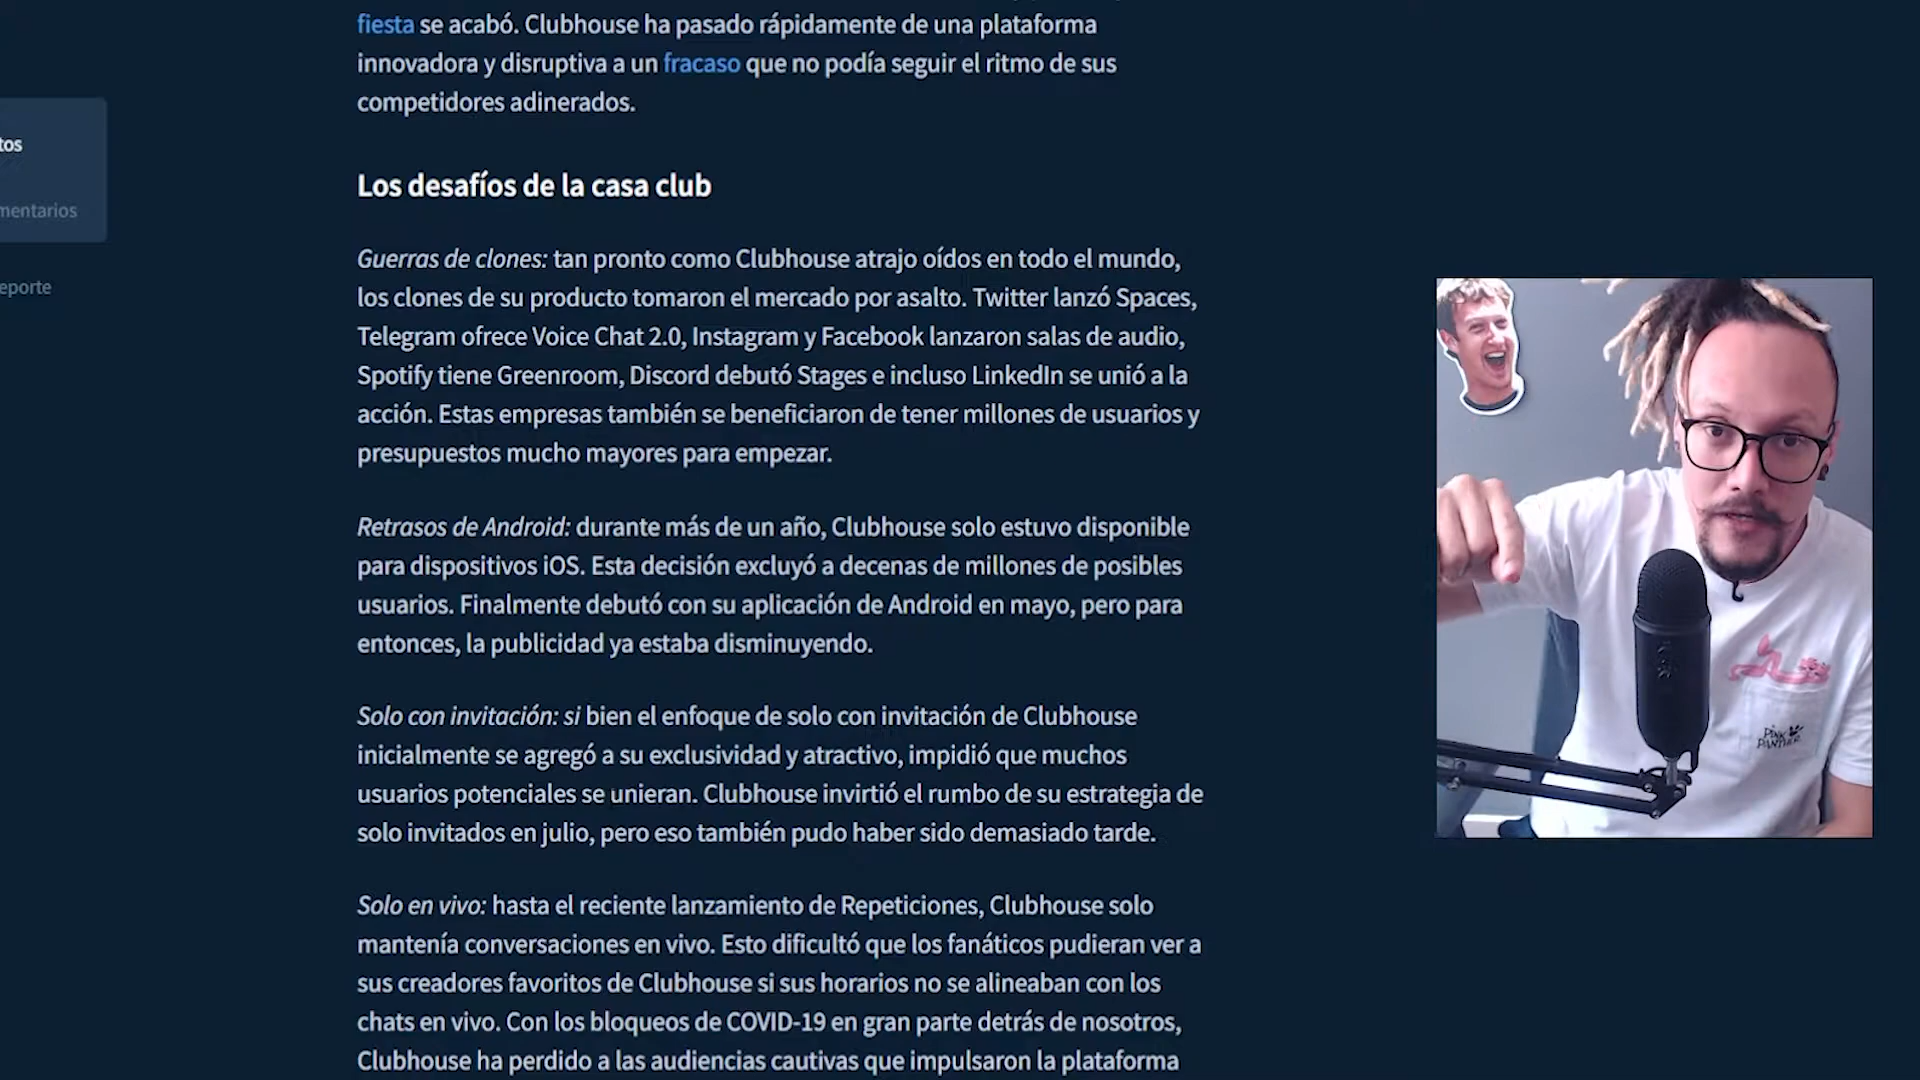 fiesta se acabó. Clubhouse ha pasado rápidamente de una plataforma
innovadora y disruptiva a un fracaso que no podía seguir el ritmo de sus
competidores adinerados.
tos
mentarios
eporte
Los desafíos de la casa club
Guerras de clones: tan pronto como Clubhouse atrajo oídos en todo el mundo,
los clones de su producto tomaron el mercado por asalto. Twitter lanzó Spaces,
Telegram ofrece Voice Chat 2.0, Instagram y Facebook lanzaron salas de audio,
Spotify tiene Greenroom, Discord debutó Stages e incluso LinkedIn se unió a la
acción. Estas empresas también se beneficiaron de tener millones de usuarios y
presupuestos mucho mayores para empezar.
Retrasos de Android: durante más de un año, Clubhouse solo estuvo disponible
para dispositivos iOS. Esta decisión excluyó a decenas de millones de posibles
usuarios. Finalmente debutó con su aplicación de Android en mayo, pero para
entonces, la publicidad ya estaba disminuyendo.
Solo con invitación: si bien el enfoque de solo con invitación de Clubhouse
inicialmente se agregó a su exclusividad y atractivo, impidió que muchos
usuarios potenciales se unieran. Clubhouse invirtió el rumbo de su estrategia de
solo invitados en julio, pero eso también pudo haber sido demasiado tarde.
Solo en vivo: hasta el reciente lanzamiento de Repeticiones, Clubhouse solo
mantenía conversaciones en vivo. Esto dificultó que los fanáticos pudieran ver a
sus creadores favoritos de Clubhouse si sus horarios no se alineaban con los
chats en vivo. Con los bloqueos de COVID-19 en gran parte detrás de nosotros,
Clubhouse ha perdido a las audiencias cautivas que impulsaron la plataforma
PINK
PANTHER